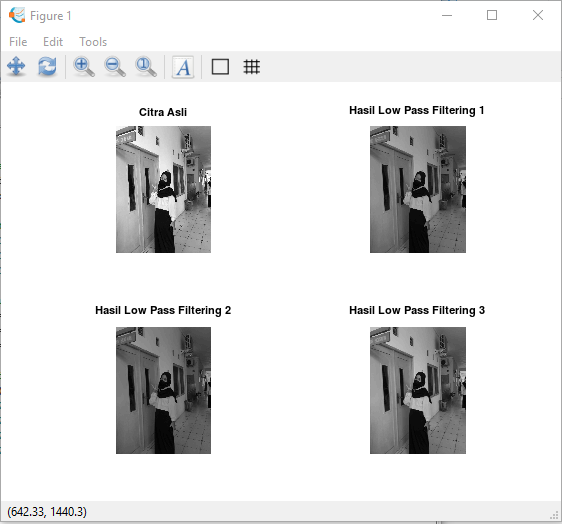 Figure 1
File Edit Tools
A
Citra Asli
Hasil Low Pass Filtering 1
Hasil Low Pass Filtering 2
Hasil Low Pass Filtering 3
(642.33, 1440.3)